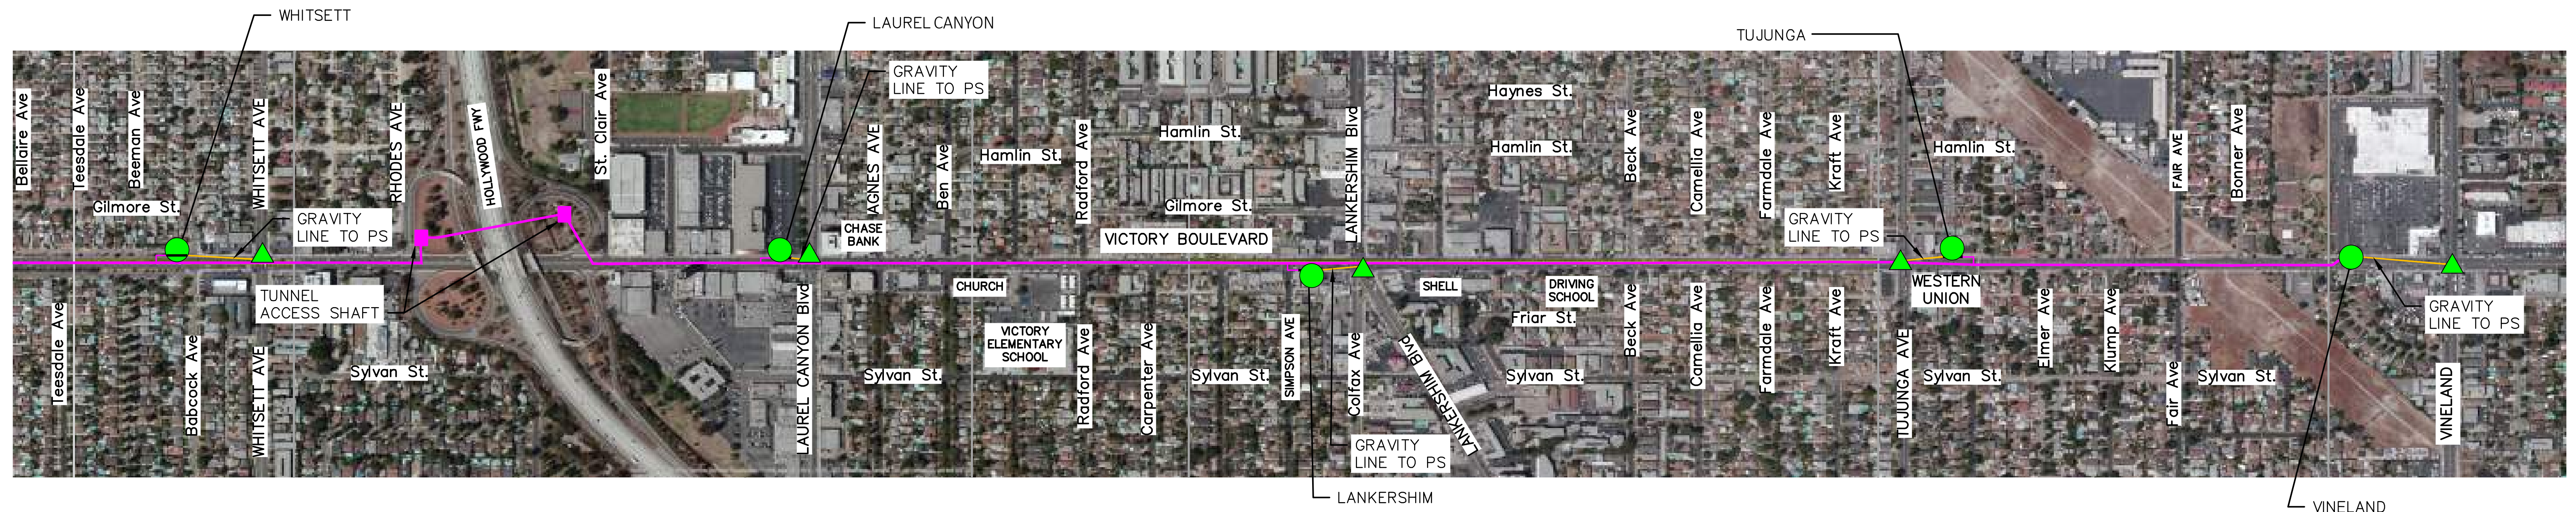 WHITSETT
LAUREL CANYON
TUJUNGA
GRAVITY
LINE TO PS
Bellaire Ave
Teesdale Ave
Beeman Ave
WHITSETT AVE
RHODES AVE
HOLLYWOOD FWY
St. Clair Ave
AGNES AVE
Ben Ave
Hamlin St.
Radford Ave
Hamlin St.
LANKERSHIM Blvd
Haynes St.
Hamlin St.
Beck Ave
Camellia Ave
Farmdale Ave
Kraft Ave
Hamlin St.
FAIR AVE
Bonner Ave
Gilmore St.
GRAVITY
LINE TO PS
CHASE
BANK
Gilmore St.
VICTORY BOULEVARD
GRAVITY
LINE TO PS
TUNNEL
ACCESS SHAFT
CHURCH
SHELL
DRIVING
SCHOOL
WESTERN
UNION
GRAVITY
LINE TO PS
Teesdale Ave
Babcock Ave
WHITSETT AVE
Sylvan St.
LAUREL CANYON BLVD
Sylvan St.
VICTORY
ELEMENTARY
SCHOOL
Radford Ave
Carpenter Ave
Sylvan St.
SIMPSON AVE
Colfax Ave
LANKERSHIM Blvd
Friar St.
Sylvan St.
Beck Ave
Camellia Ave
Farmdale Ave
Kraft Ave
TUJUNGA AVE
Sylvan St.
Elmer Ave
Klump Ave
Fair Ave
Sylvan St.
VINELAND
GRAVITY
LINE TO PS
LANKERSHIM
VINELAND